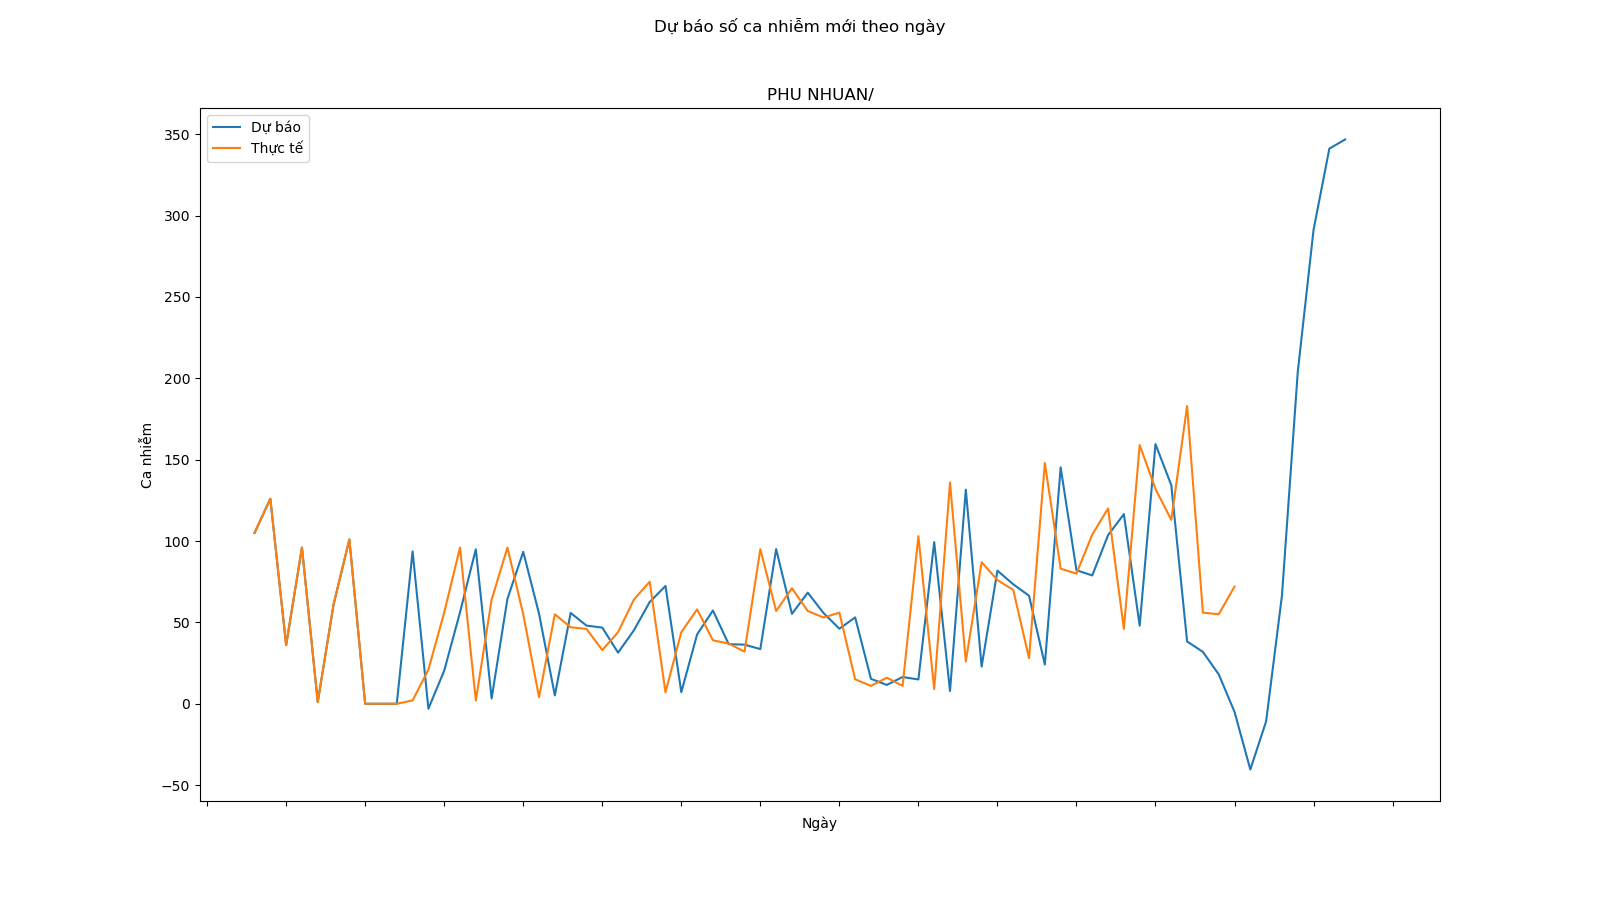 Dự báo số ca nhiễm mới theo ngày
PHU NHUAN/
Dự báo
Thực tế
350
300
250
200
150
100
50
0
−50
Ca nhiễm
Ngày